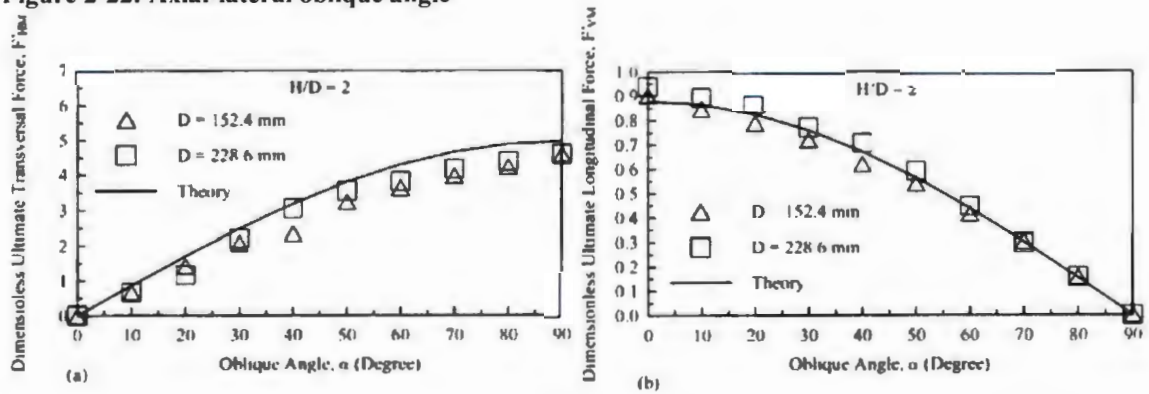 Figure 2-22: Axial-lateral oblique angle
Dimensionless Ultimate Transversal Force, F'HM
7
6
5
4
3
2
1
0
H/D = 2
D = 152.4 mm
D = 228.6 mm
Theory
0 10 20 30 40 50 60 70 80 90
Oblique Angle, α (Degree)
(a)
Dimensionless Ultimate Longitudinal Force, F'VM
1.0
0.9
0.8
0.7
0.6
0.5
0.4
0.3
0.2
0.1
0.0
H/D = 2
D = 152.4 mm
D = 228.6 mm
Theory
0 10 20 30 40 50 60 70 80 90
Oblique Angle, α (Degree)
(b)